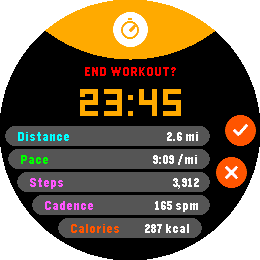 END WORKOUT?
23:45
Distance 2.6 mi
Pace 9:09 /mi
Steps 3,912
Cadence 165 spm
Calories 287 kcal